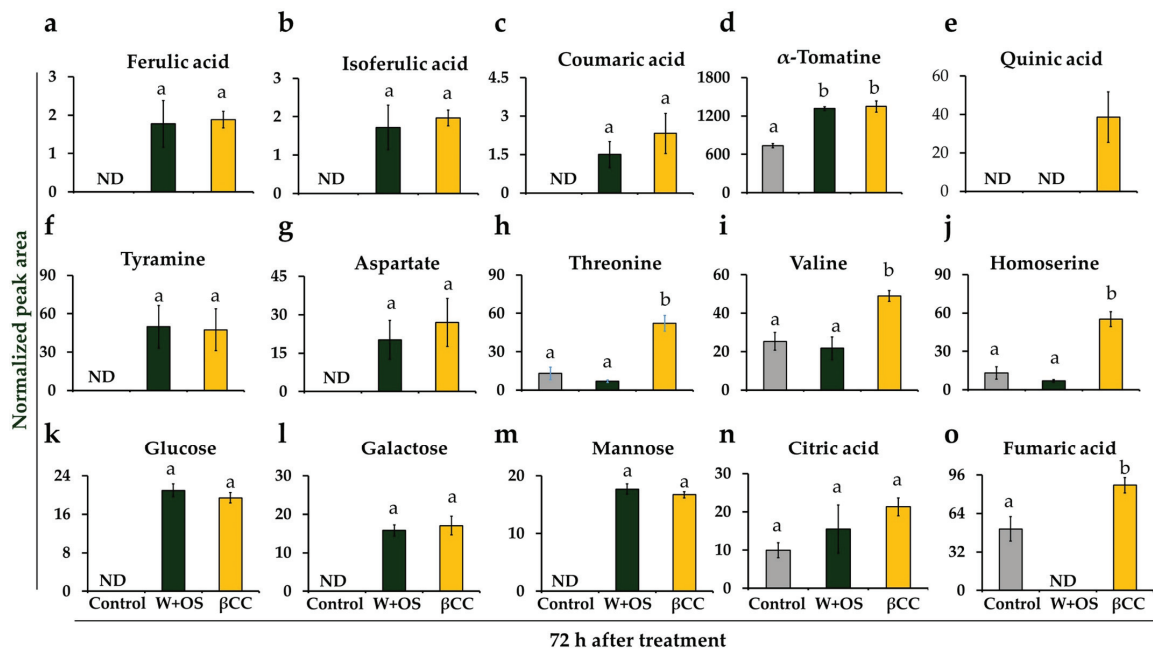 a b c d e
Ferulic acid Isoferulic acid Coumaric acid α-Tomatine Quinic acid
3 2 1 0 ND a a
3 2 1 0 ND a a
4.5 3 1.5 0 ND a a
1800 1200 600 0 a b b
60 40 20 0 ND ND
f g h i j
Tyramine Aspartate Threonine Valine Homoserine
90 60 30 0 ND a a
45 30 15 0 ND a a
90 60 30 0 a a b
60 40 20 0 a a b
90 60 30 0 a a b
k l m n o
Glucose Galactose Mannose Citric acid Fumaric acid
24 16 8 0 ND a a
30 20 10 0 ND a a
20 10 0 ND a a
30 20 10 0 a a a
96 64 32 0 a ND b
Control W+OS βCC Control W+OS βCC Control W+OS βCC Control W+OS βCC Control W+OS βCC
72 h after treatment
Normalized peak area